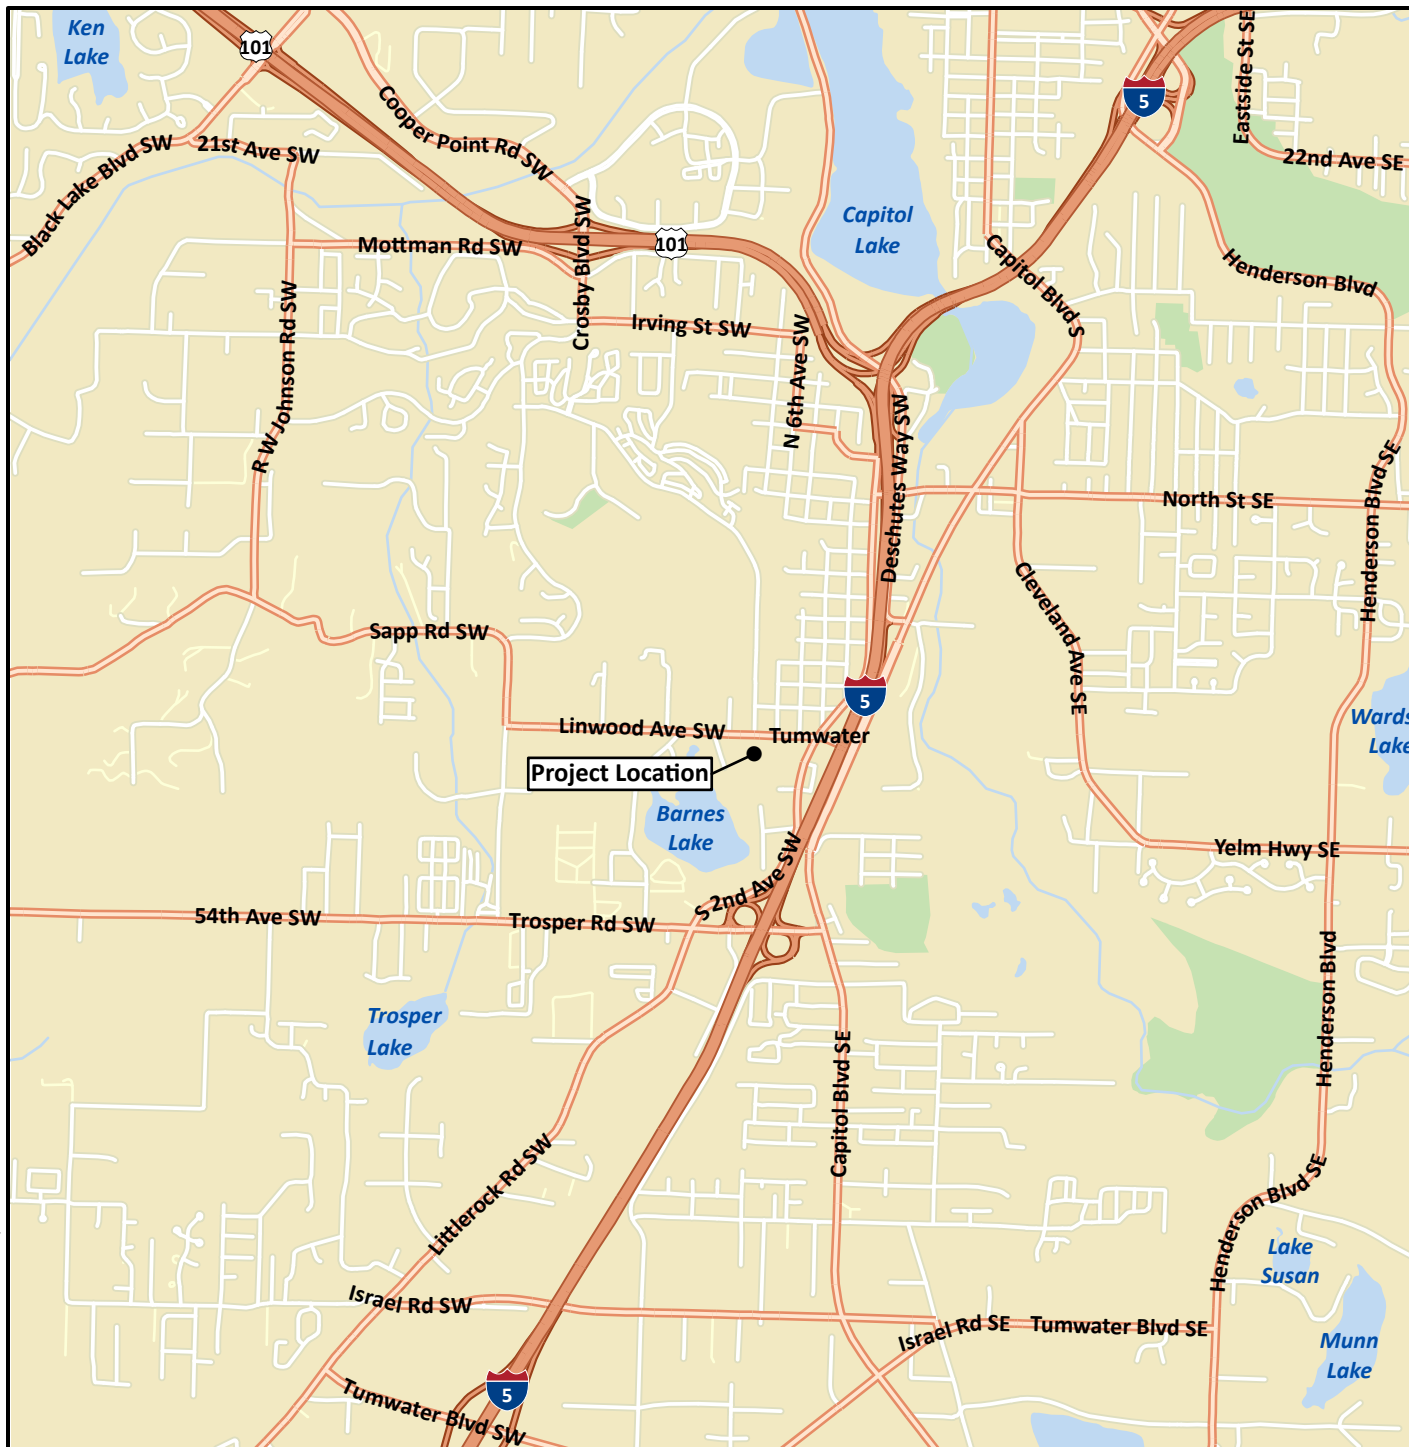 Ken
Lake
101
5
Eastside St SE
Cooper Point Rd SW
21st Ave SW
Black Lake Blvd SW
22nd Ave SE
Capitol
Lake
Mottman Rd SW
Crosby Blvd SW
101
Capitol Blvd S
Henderson Blvd
R W Johnson Rd SW
Irving St SW
N 6th Ave SW
Deschutes Way SW
North St SE
Henderson Blvd SE
Cleveland Ave SE
Sapp Rd SW
5
Linwood Ave SW
Tumwater
Project Location
Barnes
Lake
Wards
Lake
Yelm Hwy SE
S 2nd Ave SW
54th Ave SW
Trosper Rd SW
Trosper
Lake
Henderson Blvd
Capitol Blvd SE
Littlerock Rd SW
Henderson Blvd SE
Lake
Susan
Israel Rd SW
Israel Rd SE
Tumwater Blvd SE
Munn
Lake
5
Tumwater Blvd SW